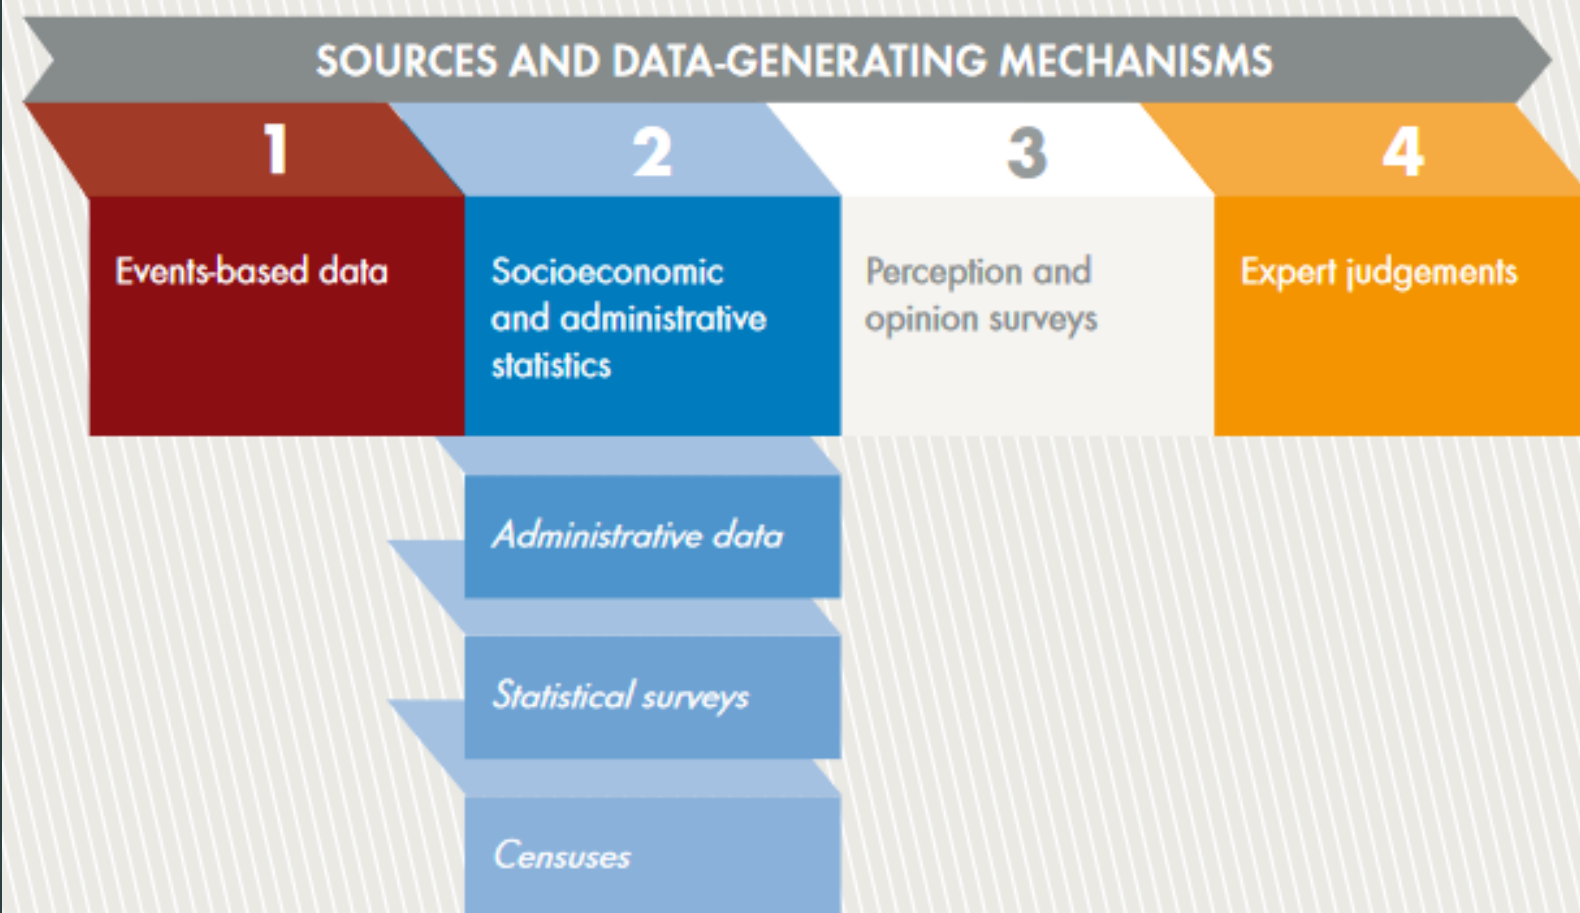 SOURCES AND DATA-GENERATING MECHANISMS
1
Events-based data
2
Socioeconomic
and administrative
statistics
Administrative data
Statistical surveys
Censuses
3
Perception and
opinion surveys
4
Expert judgements